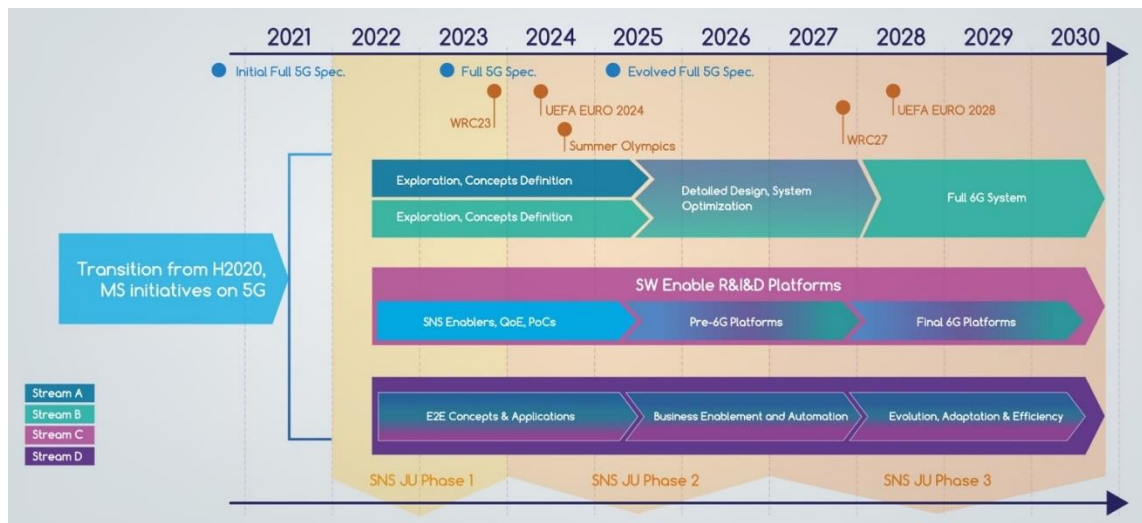 2021 2022 2023 2024 2025 2026 2027 2028 2029 2030
Initial Full 5G Spec. Full 5G Spec. Evolved Full 5G Spec.
WRC23
UEFA EURO 2024
Summer Olympics
WRC27
UEFA EURO 2028
Exploration, Concepts Definition
Exploration, Concepts Definition
Detailed Design, System
Optimization
Full 6G System
Transition from H2020,
MS initiatives on 5G
SW Enable R&I&D Platforms
SNS Enablers, QoE, PoCs
Pre-6G Platforms
Final 6G Platforms
E2E Concepts & Applications
Business Enablement and Automation
Evolution, Adaptation & Efficiency
Stream A
Stream B
Stream C
Stream D
SNS JU Phase 1
SNS JU Phase 2
SNS JU Phase 3